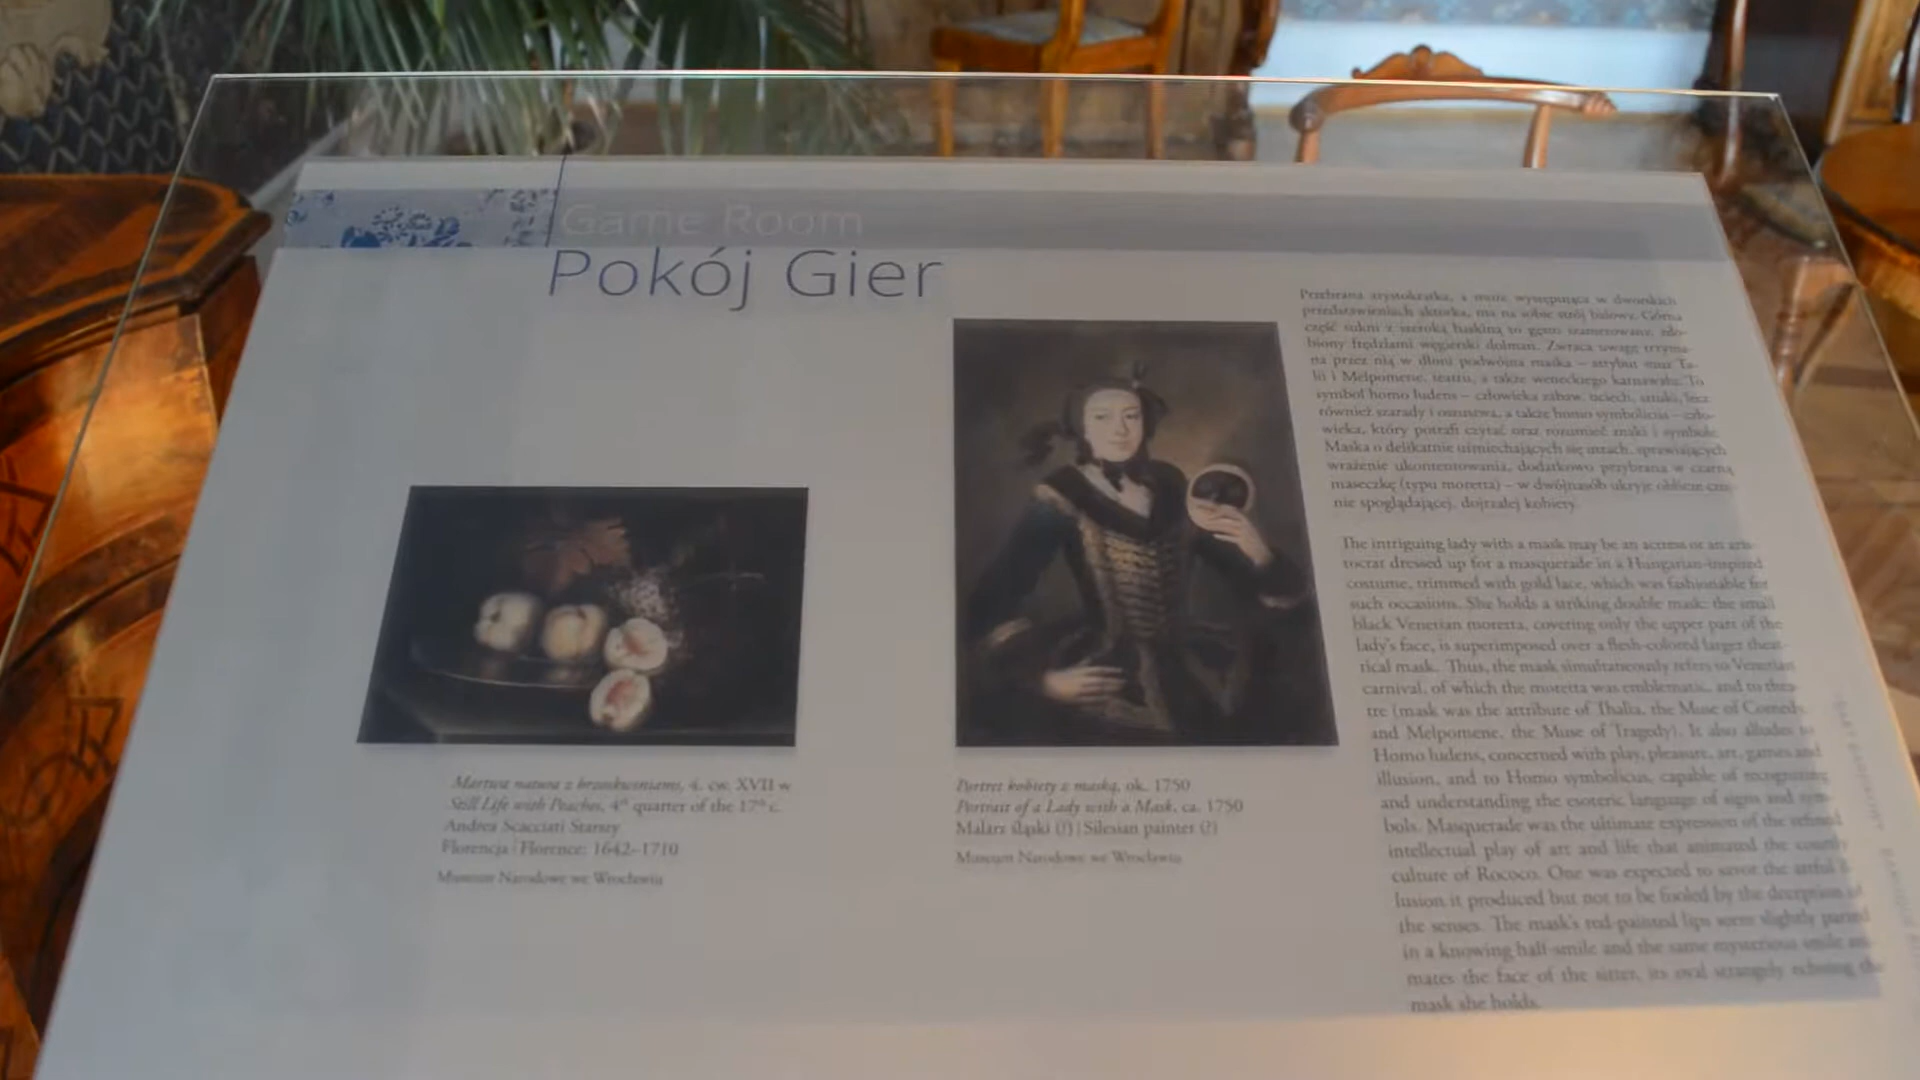 Game Room
Pokój Gier
Przebrana arystokratka, a może występująca w dworskich
przedstawieniach aktorka, ma na sobie strój balowy. Górna
część sukni z szeroką baskiną to gęsto szamerowany, zdo-
biony frędzlami węgierski dolman. Zwraca uwagę trzyma-
na przez nią w dłoni podwójna maska – atrybut muz Ta-
lii i Melpomene, teatru, a także weneckiego karnawału. To
symbol homo ludens – człowieka zabaw, uciech, sztuki, lecz
również szarady i oszustwa, a także homo symbolicus – czło-
wieka, który potrafi czytać oraz rozumieć znaki i symbole.
Maska o delikatnie uśmiechających się ustach, sprawiających
wrażenie ukontentowania, dodatkowo przybrana w czarną
maseczkę (typu moretta) – w dwójnasób ukryje oblicze czuj-
nie spoglądającej, dojrzałej kobiety.
The intriguing lady with a mask may be an actress or an aris-
tocrat dressed up for a masquerade in a Hungarian-inspired
costume, trimmed with gold lace, which was fashionable for
such occasions. She holds a striking double mask: the small
black Venetian moretta, covering only the upper part of the
lady's face, is superimposed over a flesh-colored larger theat-
rical mask. Thus, the mask simultaneously refers to Venetian
carnival, of which the moretta was emblematic, and to thea-
tre (mask was the attribute of Thalia, the Muse of Comedy,
and Melpomene, the Muse of Tragedy). It also alludes to
Homo ludens, concerned with play, pleasure, art, games and
illusion, and to Homo symbolicus, capable of recognizing
and understanding the esoteric language of signs and sym-
bols. Masquerade was the ultimate expression of the refined
intellectual play of art and life that animated the courtly
culture of Rococo. One was expected to savor the artful il-
lusion it produced but not to be fooled by the deception of
the senses. The mask's red-painted lips seem slightly parted
in a knowing half-smile and the same mysterious smile ani-
mates the face of the sitter, its oval strangely echoing the
mask she holds.
Martwa natura z brzoskwiniami, 4. ćw. XVII w
Still Life with Peaches, 4th quarter of the 17th c.
Andrea Scacciati Starszy
Florencja | Florence: 1642–1710
Muzeum Narodowe we Wrocławiu
Portret kobiety z maską, ok. 1750
Portrait of a Lady with a Mask, ca. 1750
Malarz śląski (?) | Silesian painter (?)
Muzeum Narodowe we Wrocławiu